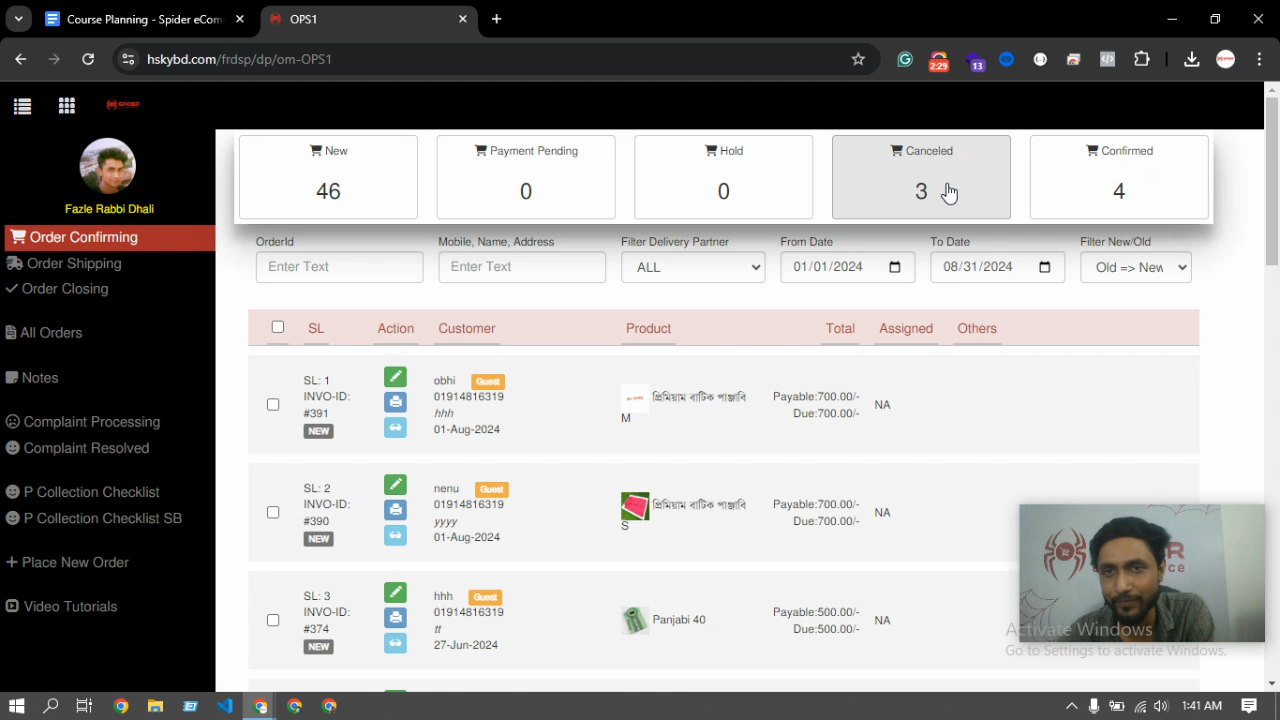 Course Planning - Spider eCom
OPS1
hskybd.com/frdsp/dp/om-OPS1
2:29
13
SPIDER
Fazle Rabbi Dhali
Order Confirming
Order Shipping
Order Closing
All Orders
Notes
Complaint Processing
Complaint Resolved
P Collection Checklist
P Collection Checklist SB
Place New Order
Video Tutorials
New
46
Payment Pending
0
Hold
0
Canceled
3
Confirmed
4
OrderId
Enter Text
Mobile, Name, Address
Enter Text
Filter Delivery Partner
ALL
From Date
01/01/2024
To Date
08/31/2024
Filter New/Old
Old => New
SL Action Customer Product Total Assigned Others
SL: 1
INVO-ID:
#391
NEW
obhi Guest
01914816319
hhh
01-Aug-2024
প্রিমিয়াম বাটিক পাঞ্জাবি
M
Payable:700.00/-
Due:700.00/-
NA
SL: 2
INVO-ID:
#390
NEW
nenu Guest
01914816319
yyyy
01-Aug-2024
প্রিমিয়াম বাটিক পাঞ্জাবি
S
Payable:700.00/-
Due:700.00/-
NA
SL: 3
INVO-ID:
#374
NEW
hhh Guest
01914816319
tt
27-Jun-2024
Panjabi 40
Payable:500.00/-
Due:500.00/-
NA
Activate Windows
Go to Settings to activate Windows.
1:41 AM